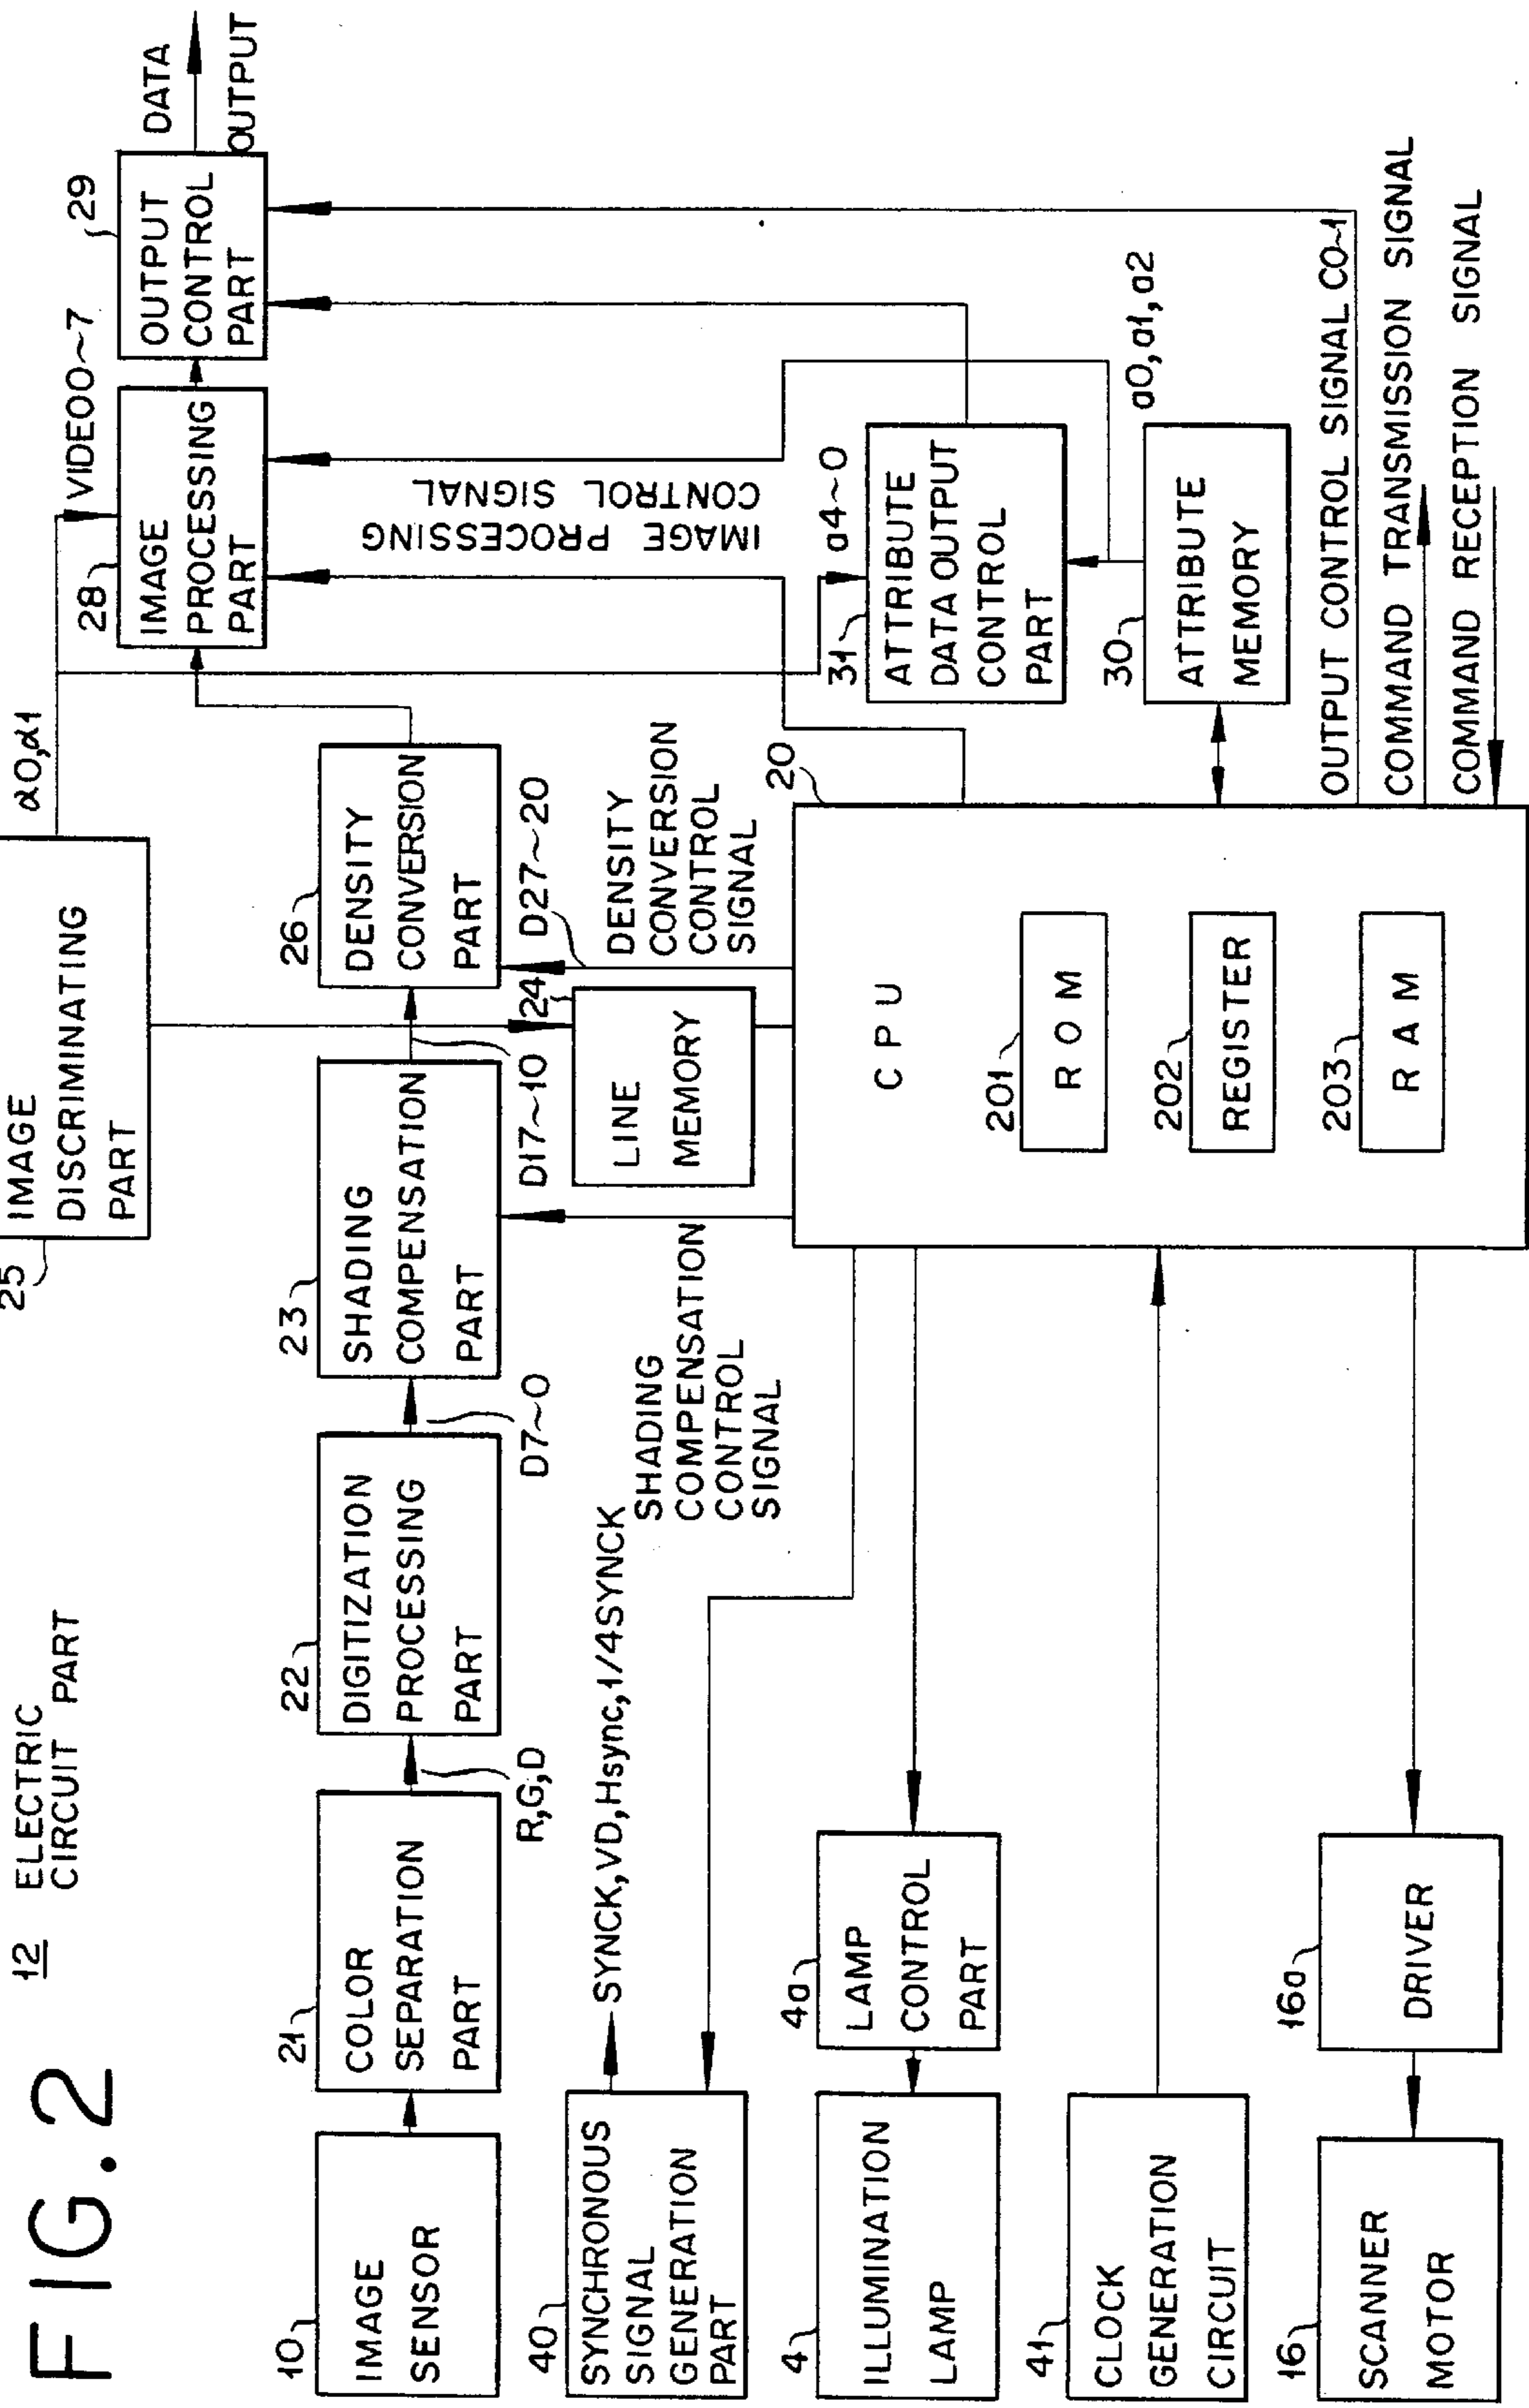 FIG. 2
12 ELECTRIC
CIRCUIT PART
25
IMAGE
DISCRIMINATING
PART
α0, α1
10
IMAGE
SENSOR
21
COLOR
SEPARATION
PART
R,G,D
22
DIGITIZATION
PROCESSING
PART
D7~0
23
SHADING
COMPENSATION
PART
D17~10
26
DENSITY
CONVERSION
PART
D27~20
28
IMAGE
PROCESSING
PART
VIDEO0~7
29
OUTPUT
CONTROL
PART
DATA
OUTPUT
24
LINE
MEMORY
DENSITY
CONVERSION
CONTROL
SIGNAL
SHADING
COMPENSATION
CONTROL
SIGNAL
IMAGE PROCESSING
CONTROL SIGNAL
31
a4~0
ATTRIBUTE
DATA OUTPUT
CONTROL
PART
30
a0,a1,a2
ATTRIBUTE
MEMORY
40
SYNCHRONOUS
SIGNAL
GENERATION
PART
SYNCK,VD,Hsync,1/4SYNCK
4
ILLUMINATION
LAMP
4a
LAMP
CONTROL
PART
41
CLOCK
GENERATION
CIRCUIT
16
SCANNER
MOTOR
16a
DRIVER
20
CPU
201
ROM
202
REGISTER
203
RAM
OUTPUT CONTROL SIGNAL C0~1
COMMAND TRANSMISSION SIGNAL
COMMAND RECEPTION SIGNAL